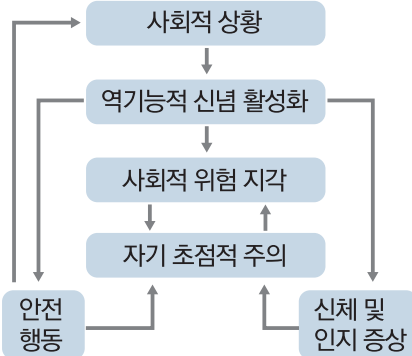 사회적 상황
역기능적 신념 활성화
사회적 위험 지각
자기 초점적 주의
안전
행동
신체 및
인지 증상